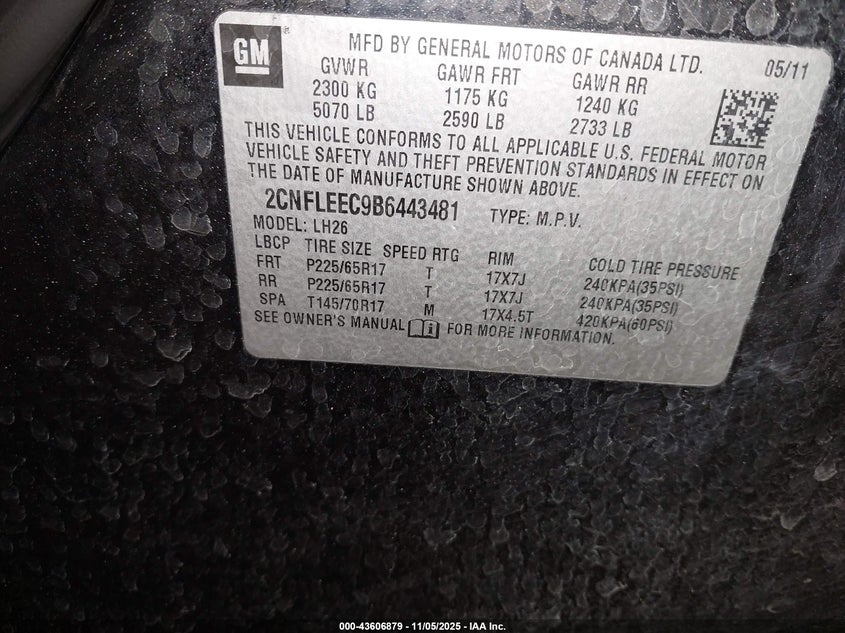 GM
MFD BY GENERAL MOTORS OF CANADA LTD. 05/11
GVWR GAWR FRT GAWR RR
2300 KG 1175 KG 1240 KG
5070 LB 2590 LB 2733 LB
THIS VEHICLE CONFORMS TO ALL APPLICABLE U.S. FEDERAL MOTOR
VEHICLE SAFETY AND THEFT PREVENTION STANDARDS IN EFFECT ON
THE DATE OF MANUFACTURE SHOWN ABOVE.
2CNFLEEC9B6443481 TYPE: M.P.V.
MODEL: LH26
LBCP TIRE SIZE SPEED RTG RIM COLD TIRE PRESSURE
FRT P225/65R17 T 17X7J 240KPA(35PSI)
RR P225/65R17 T 17X7J 240KPA(35PSI)
SPA T145/70R17 M 17X4.5T 420KPA(60PSI)
SEE OWNER'S MANUAL FOR MORE INFORMATION.
000-43606879 - 11/05/2025 - IAA Inc.